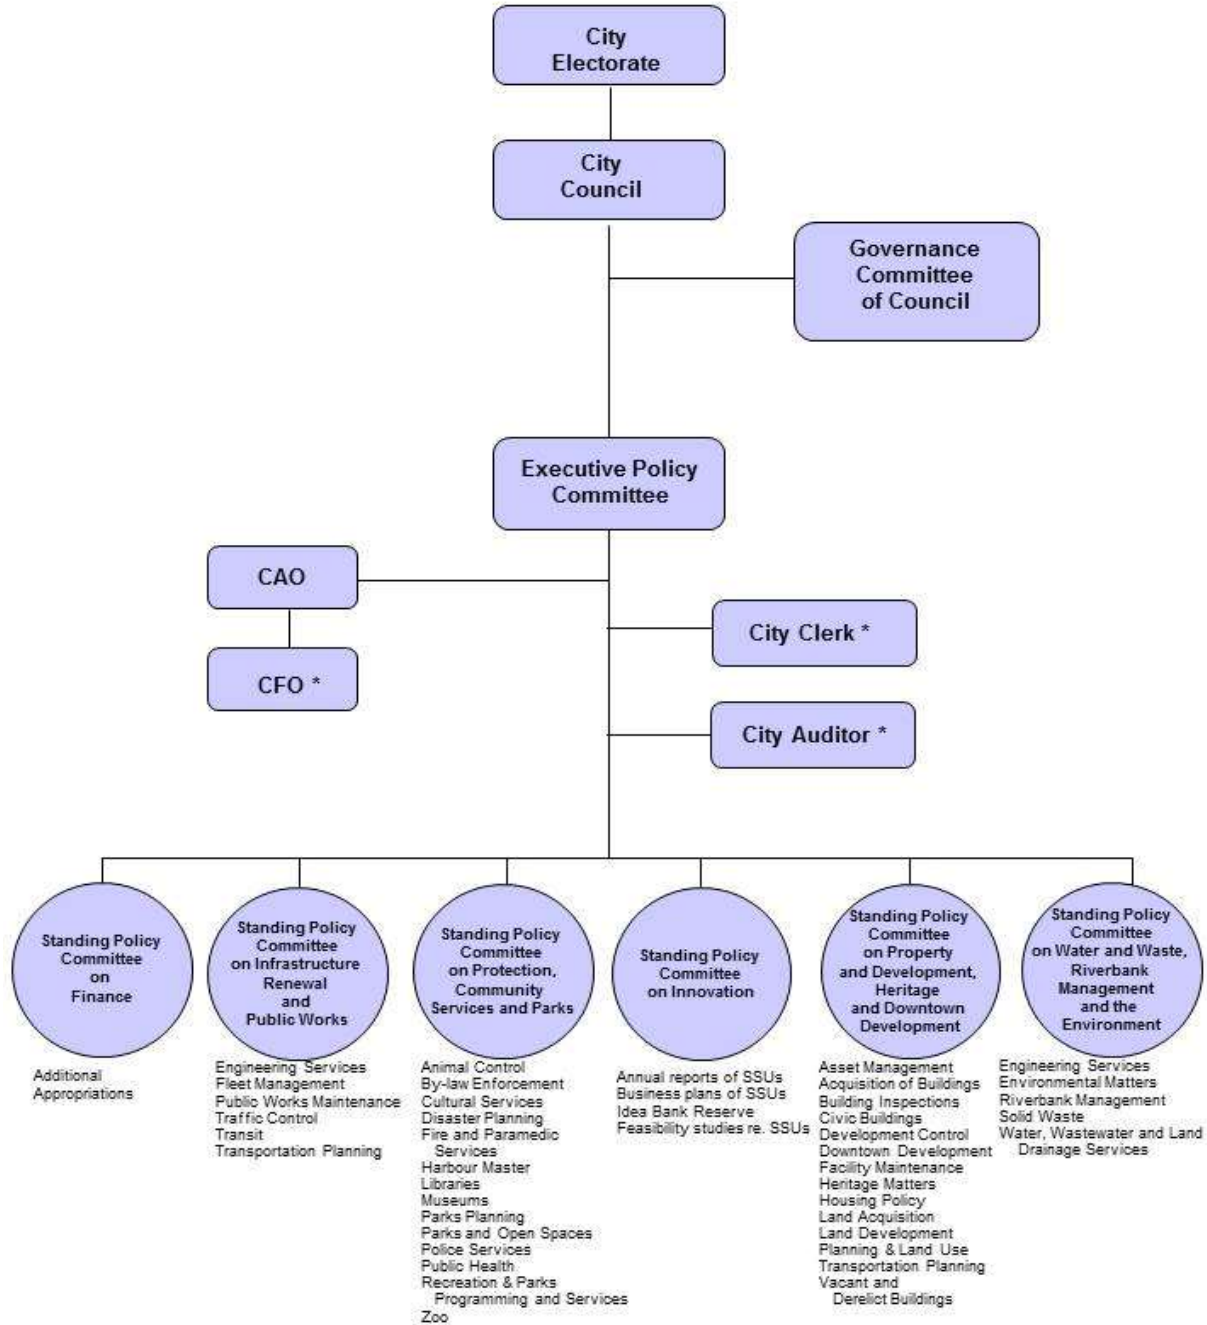 City
Electorate
City
Council
Governance
Committee
of Council
Executive Policy
Committee
CAO
CFO *
City Clerk *
City Auditor *
Standing Policy
Committee
on
Finance
Additional
Appropriations
Standing Policy
Committee
on Infrastructure
Renewal
and
Public Works
Engineering Services
Fleet Management
Public Works Maintenance
Traffic Control
Transit
Transportation Planning
Standing Policy
Committee
on Protection,
Community
Services and Parks
Animal Control
By-law Enforcement
Cultural Services
Disaster Planning
Fire and Paramedic
Services
Harbour Master
Libraries
Museums
Parks Planning
Parks and Open Spaces
Police Services
Public Health
Recreation & Parks
Programming and Services
Zoo
Standing Policy
Committee
on Innovation
Annual reports of SSUs
Business plans of SSUs
Idea Bank Reserve
Feasibility studies re. SSUs
Standing Policy
Committee
on Property
and Development,
Heritage
and Downtown
Development
Asset Management
Acquisition of Buildings
Building Inspections
Civic Buildings
Development Control
Downtown Development
Facility Maintenance
Heritage Matters
Housing Policy
Land Acquisition
Land Development
Planning & Land Use
Transportation Planning
Vacant and
Derelict Buildings
Standing Policy
Committee
on Water and Waste,
Riverbank
Management
and the
Environment
Engineering Services
Environmental Matters
Riverbank Management
Solid Waste
Water, Wastewater and Land
Drainage Services